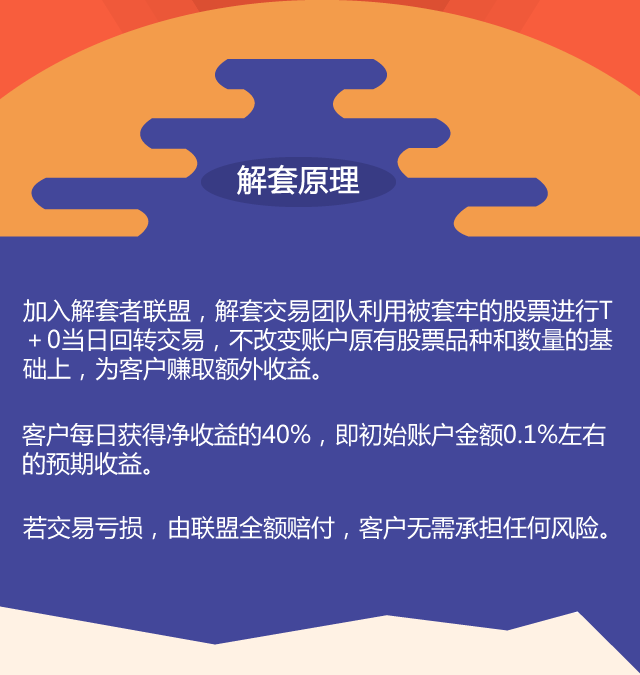 解套原理
加入解套者联盟，解套交易团队利用被套牢的股票进行T
+0当日回转交易，不改变账户原有股票品种和数量的基
础上，为客户赚取额外收益。
客户每日获得净收益的40%，即初始账户金额0.1%左右
的预期收益。
若交易亏损，由联盟全额赔付，客户无需承担任何风险。